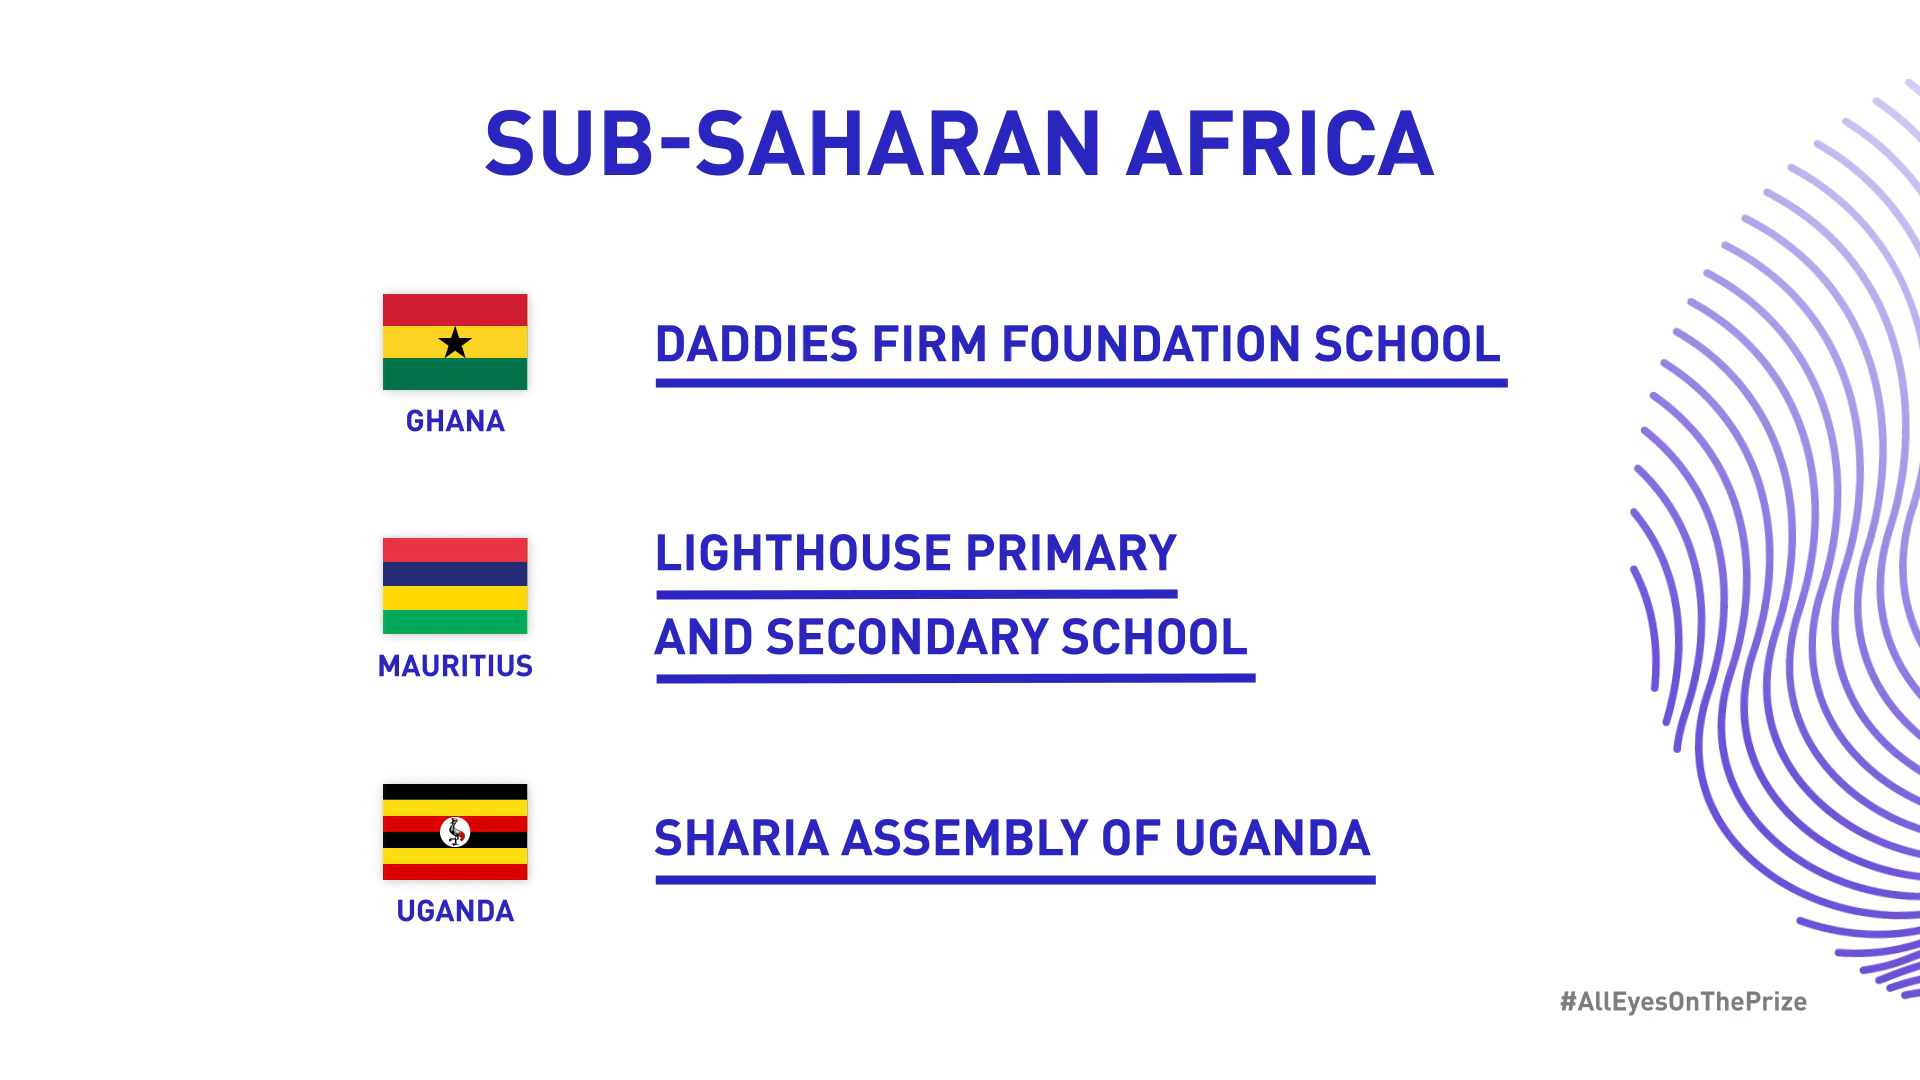 SUB-SAHARAN AFRICA
GHANA
DADDIES FIRM FOUNDATION SCHOOL
MAURITIUS
LIGHTHOUSE PRIMARY
AND SECONDARY SCHOOL
UGANDA
SHARIA ASSEMBLY OF UGANDA
#AllEyesOnThePrize